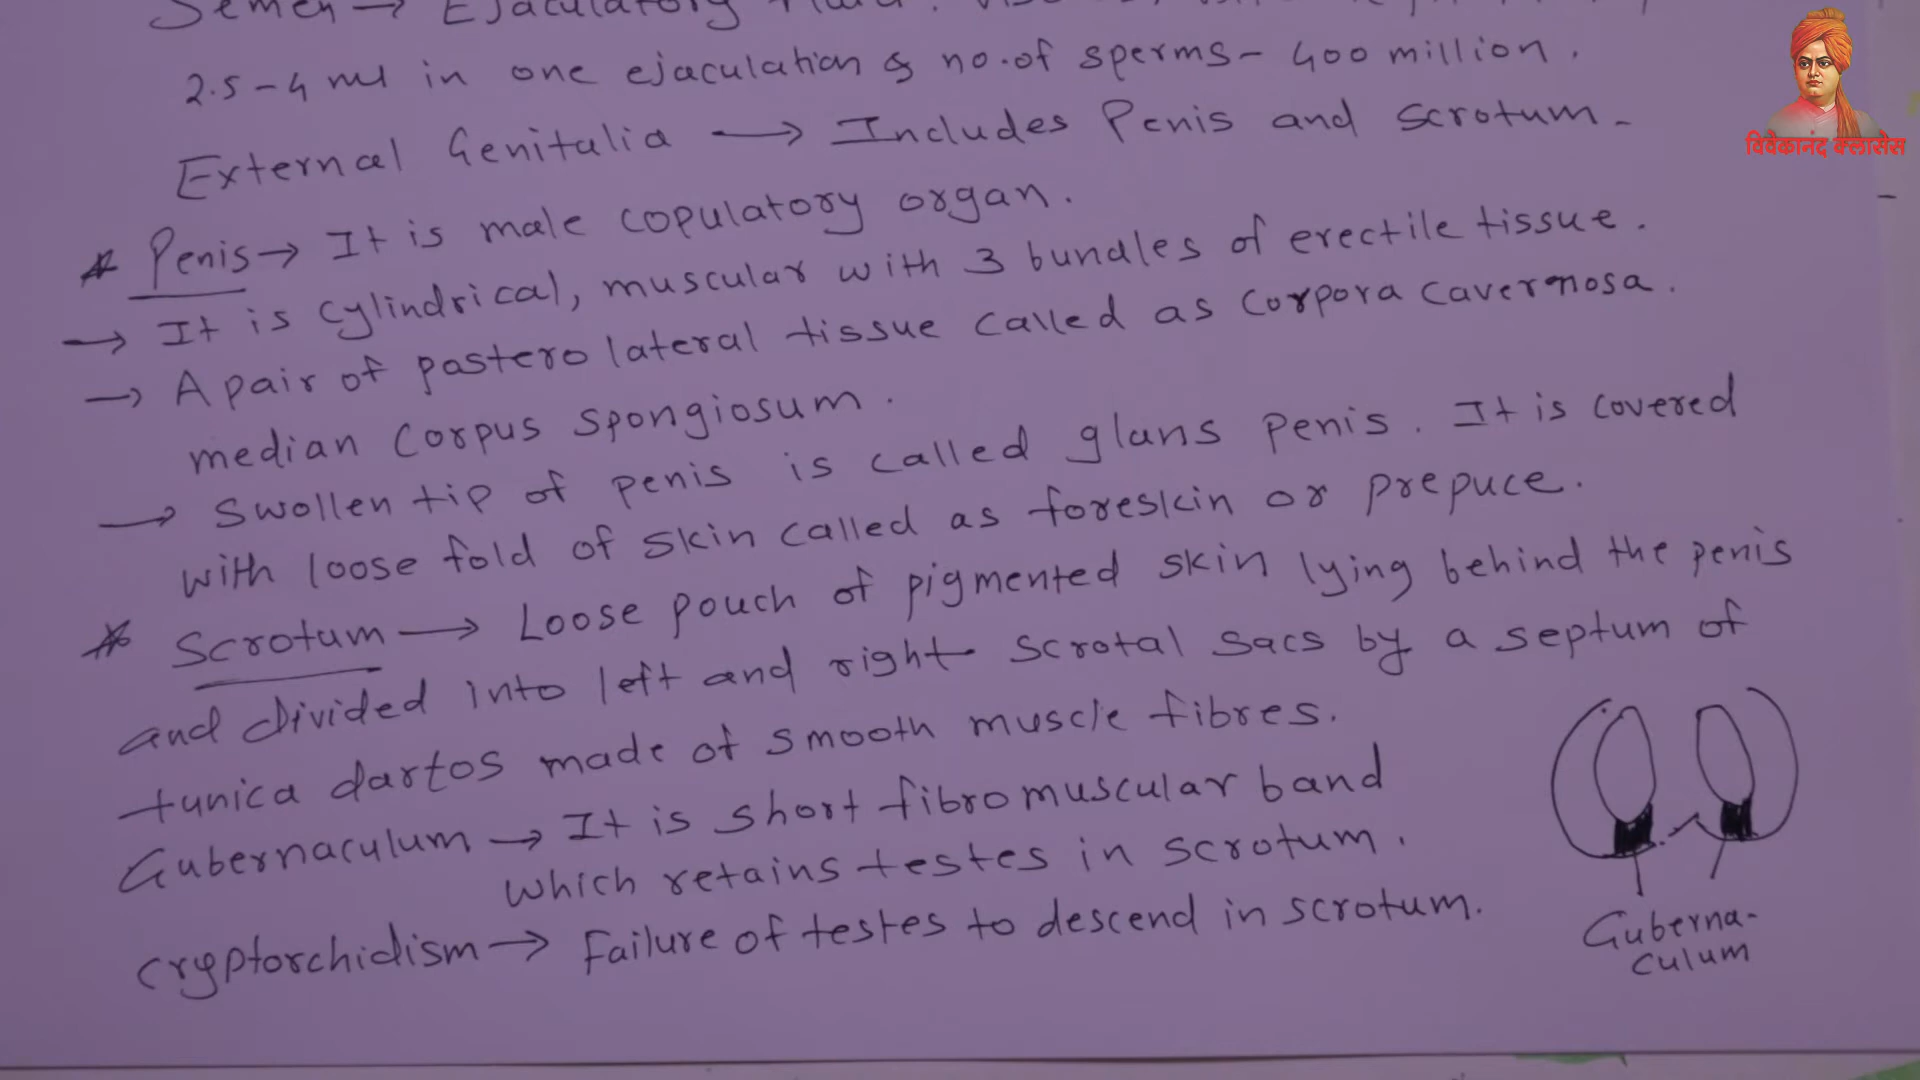 Semen → Ejaculatory fluid.
2.5 – 4 ml in one ejaculation & no. of sperms – 400 million.
External Genitalia → Includes Penis and scrotum.
* Penis → It is male copulatory organ.
→ It is cylindrical, muscular with 3 bundles of erectile tissue.
→ A pair of postero lateral tissue called as corpora cavernosa.
median corpus spongiosum.
→ Swollen tip of penis is called glans penis. It is covered
with loose fold of skin called as foreskin or prepuce.
* Scrotum → Loose pouch of pigmented skin lying behind the penis
and divided into left and right scrotal sacs by a septum of
tunica dartos made of smooth muscle fibres.
Gubernaculum → It is short fibromuscular band
which retains testes in scrotum.
cryptorchidism → Failure of testes to descend in scrotum.
Guberna-
culum
विवेकानंद क्लासेस